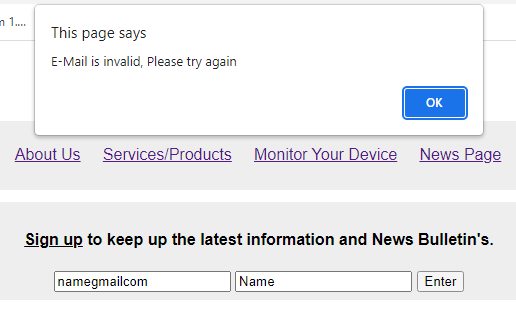 m 1....
This page says
E-Mail is invalid, Please try again
OK
About Us Services/Products Monitor Your Device News Page
Sign up to keep up the latest information and News Bulletin's.
namegmailcom Name Enter